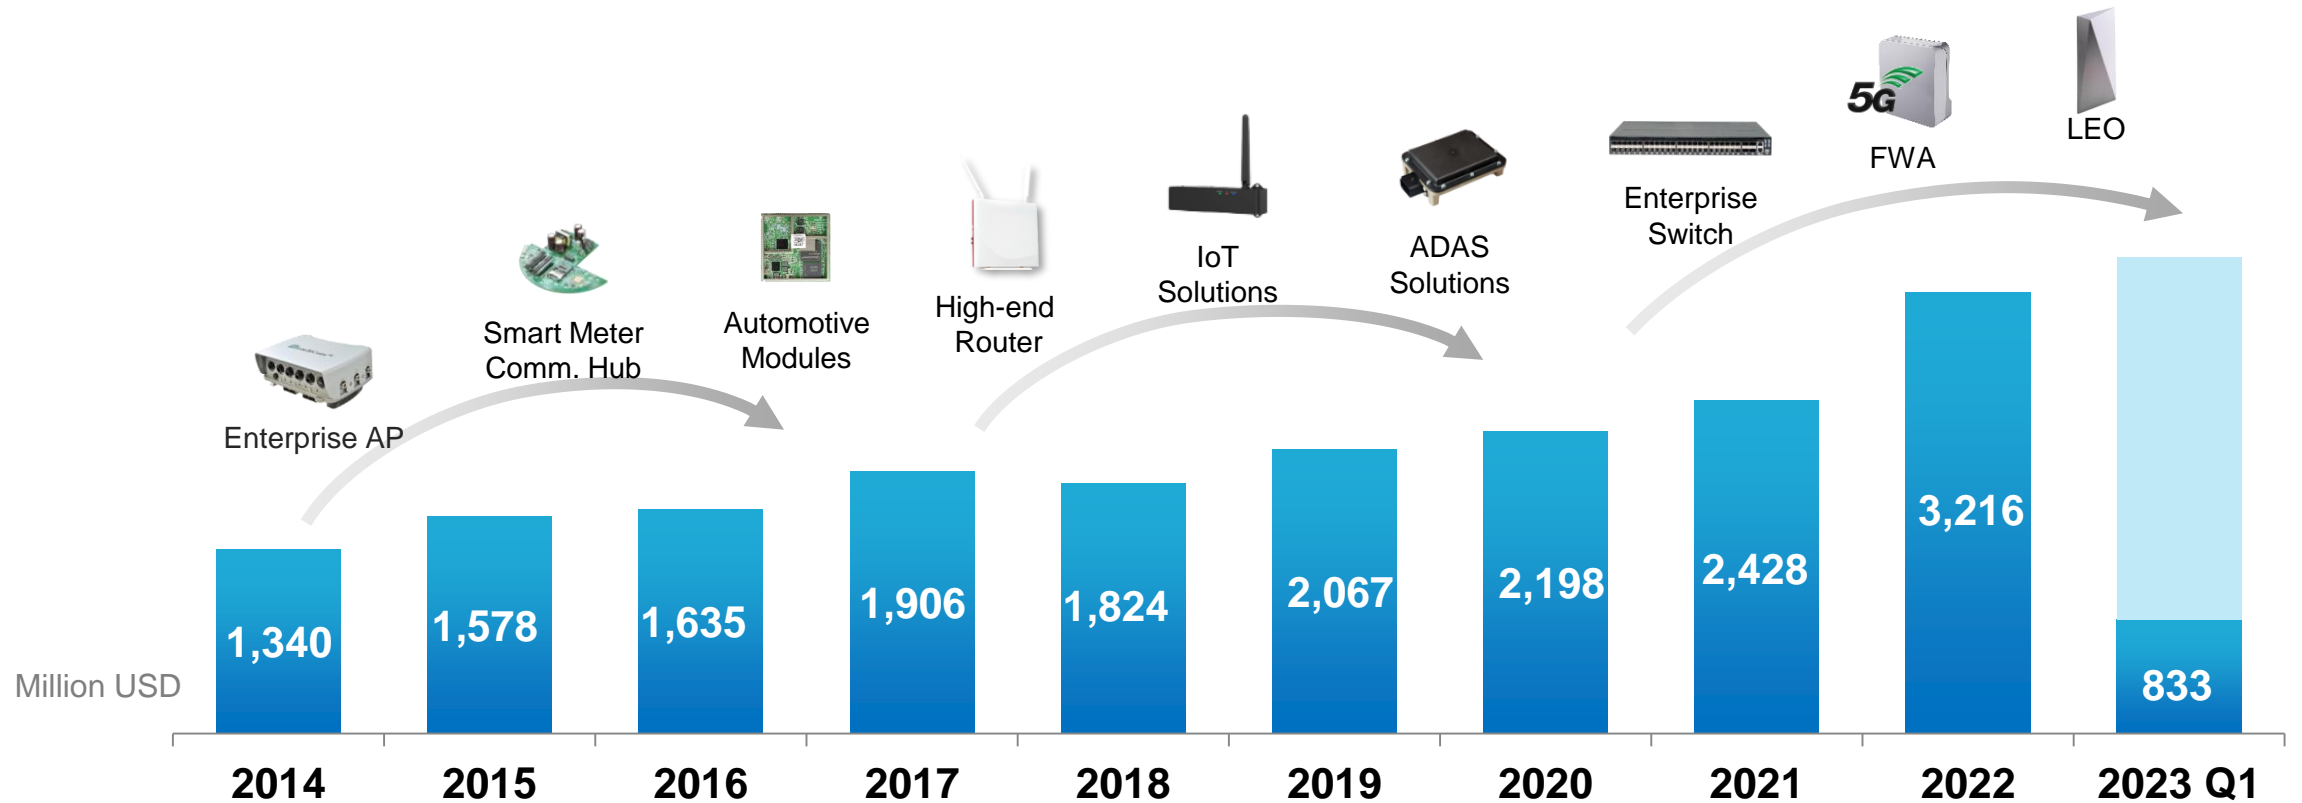 LEO
5G
FWA
Enterprise
Switch
ADAS
Solutions
IoT
Solutions
High-end
Router
Automotive
Modules
Smart Meter
Comm. Hub
Enterprise AP
Million USD
1,340
1,578
1,635
1,906
1,824
2,067
2,198
2,428
3,216
833
2014
2015
2016
2017
2018
2019
2020
2021
2022
2023 Q1